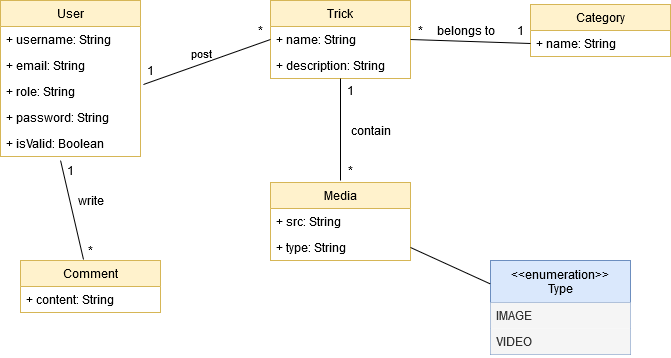 User
+ username: String
+ email: String
+ role: String
+ password: String
+ isValid: Boolean
1
post
*
Trick
+ name: String
+ description: String
*
belongs to
1
Category
+ name: String
1
contain
*
1
write
*
Comment
+ content: String
Media
+ src: String
+ type: String
<<enumeration>>
Type
IMAGE
VIDEO